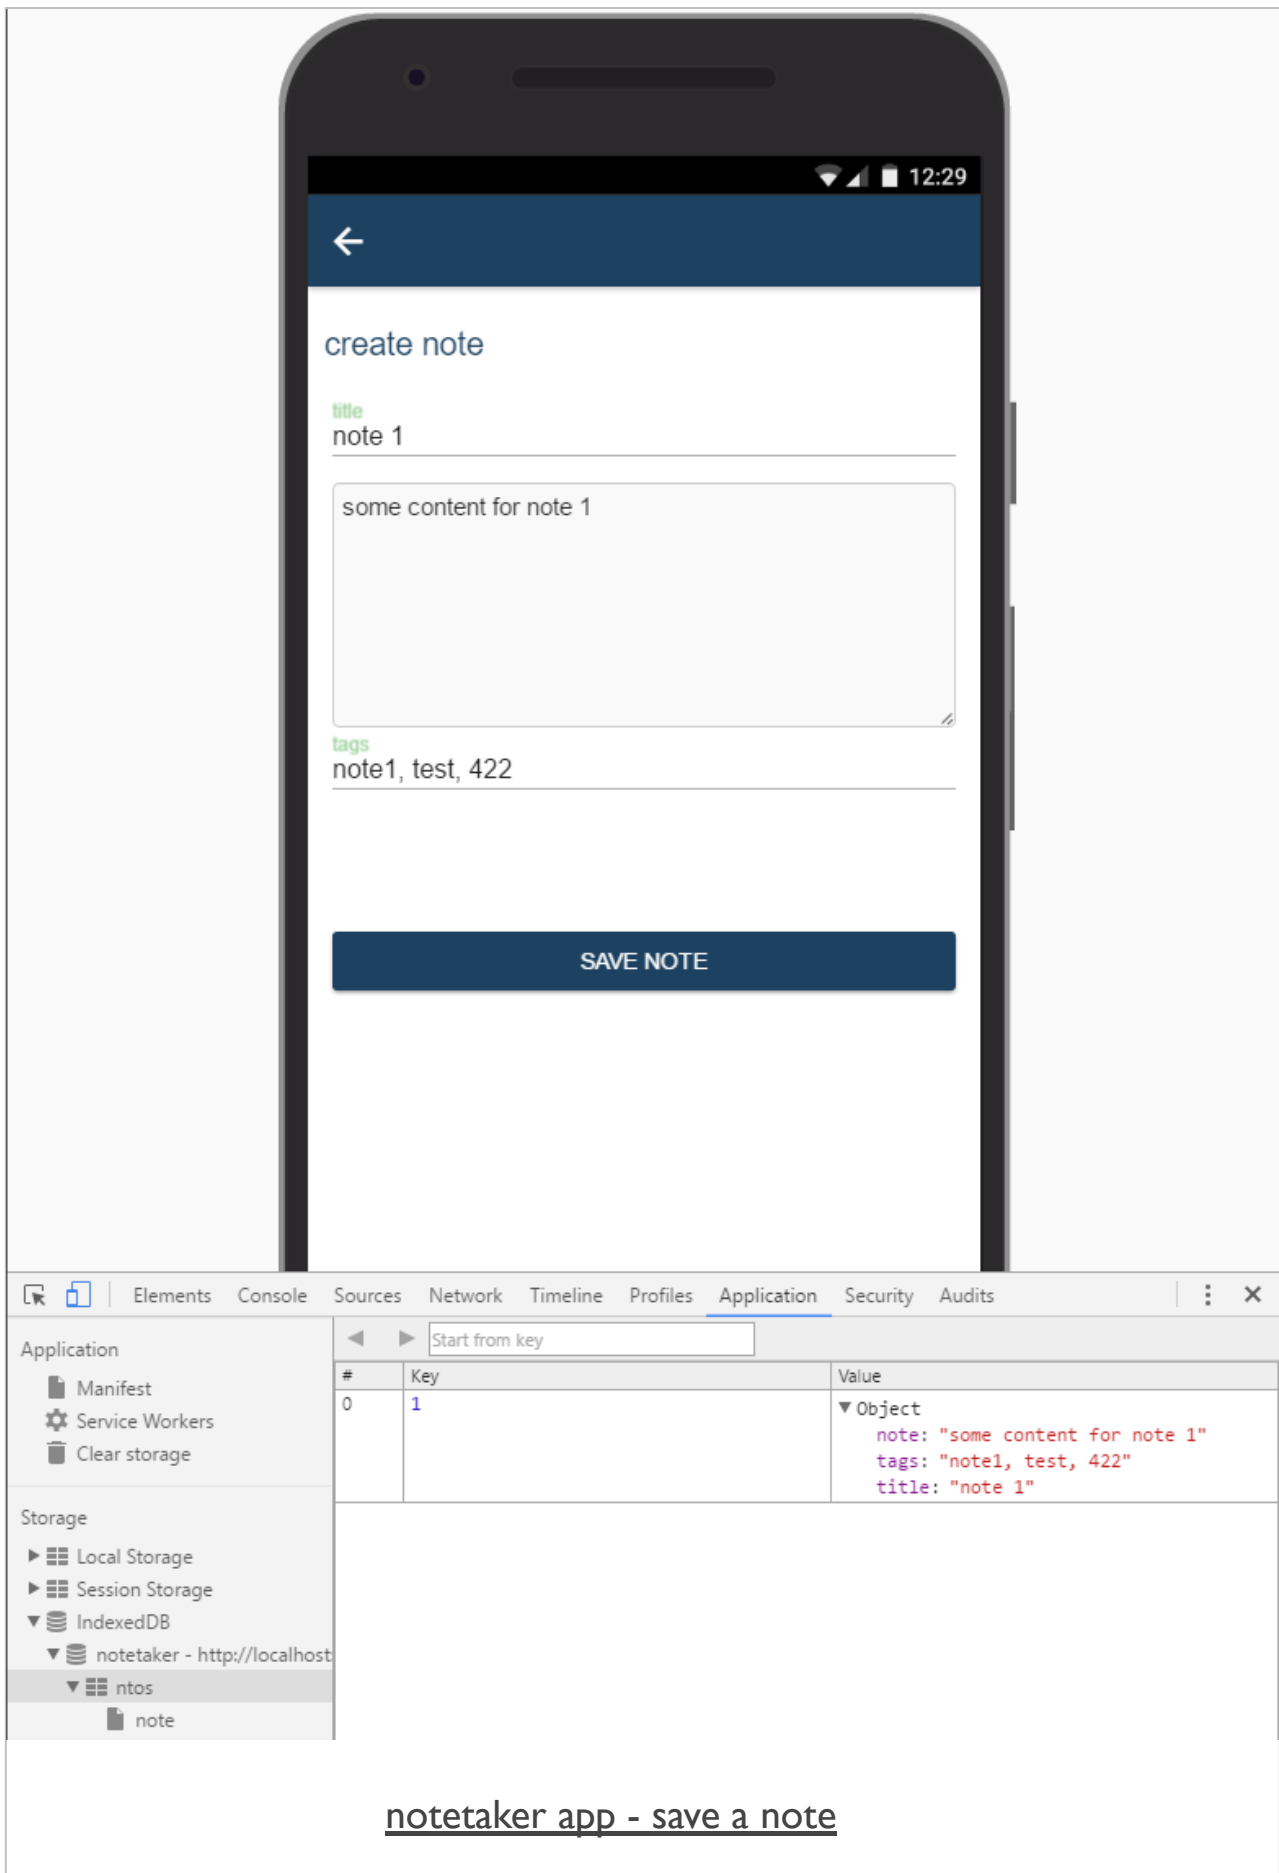 12:29
create note
title
note 1
some content for note 1
tags
note1, test, 422
SAVE NOTE
Elements Console Sources Network Timeline Profiles Application Security Audits
Application
Manifest
Service Workers
Clear storage
Storage
Local Storage
Session Storage
IndexedDB
notetaker - http://localhost:
ntos
note
Start from key
# Key Value
0 1 Object
note: "some content for note 1"
tags: "note1, test, 422"
title: "note 1"
notetaker app - save a note